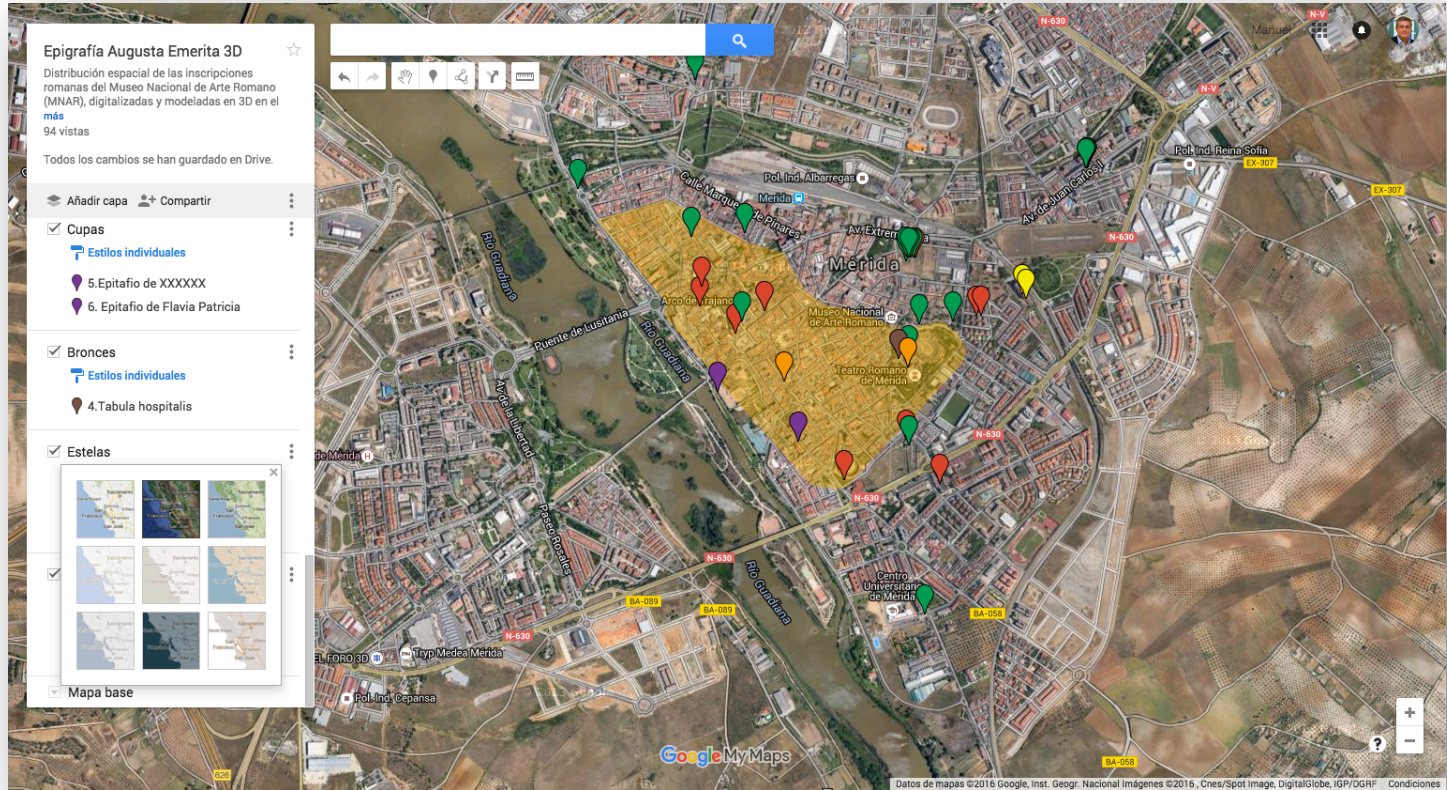 Epigrafía Augusta Emerita 3D
Distribución espacial de las inscripciones
romanas del Museo Nacional de Arte Romano
(MNAR), digitalizadas y modeladas en 3D en el
más
94 vistas
Todos los cambios se han guardado en Drive.
Añadir capa Compartir
Cupas
Estilos individuales
5.Epitafio de XXXXXX
6. Epitafio de Flavia Patricia
Bronces
Estilos individuales
4.Tabula hospitalis
Estelas
Mapa base
Manuel
N-630
N-V
N-V
Pol. Ind. Reina Sofía
EX-307
EX-307
Av. de Juan Carlos I
Pol. Ind. Albarregas
Calle Marqués de Pinares
Merida
Av. Extremadura
N-630
Mérida
Río Guadiana
Arco de Trajano
Museo Nacional
de Arte Romano
Puente de Lusitania
Río Guadiana
Teatro Romano
de Mérida
Av. de la Libertad
N-630
de Mérida
N-630
Paseo Rosales
N-630
Río Guadiana
Centro
Universitario
de Mérida
BA-089
BA-089
BA-058
N-630
EL FORO 3D
Tryp Medea Mérida
Pol. Ind. Cepansa
Google My Maps
626
BA-058
Datos de mapas ©2016 Google, Inst. Geogr. Nacional Imágenes ©2016 , Cnes/Spot Image, DigitalGlobe, IGP/DGRF Condiciones